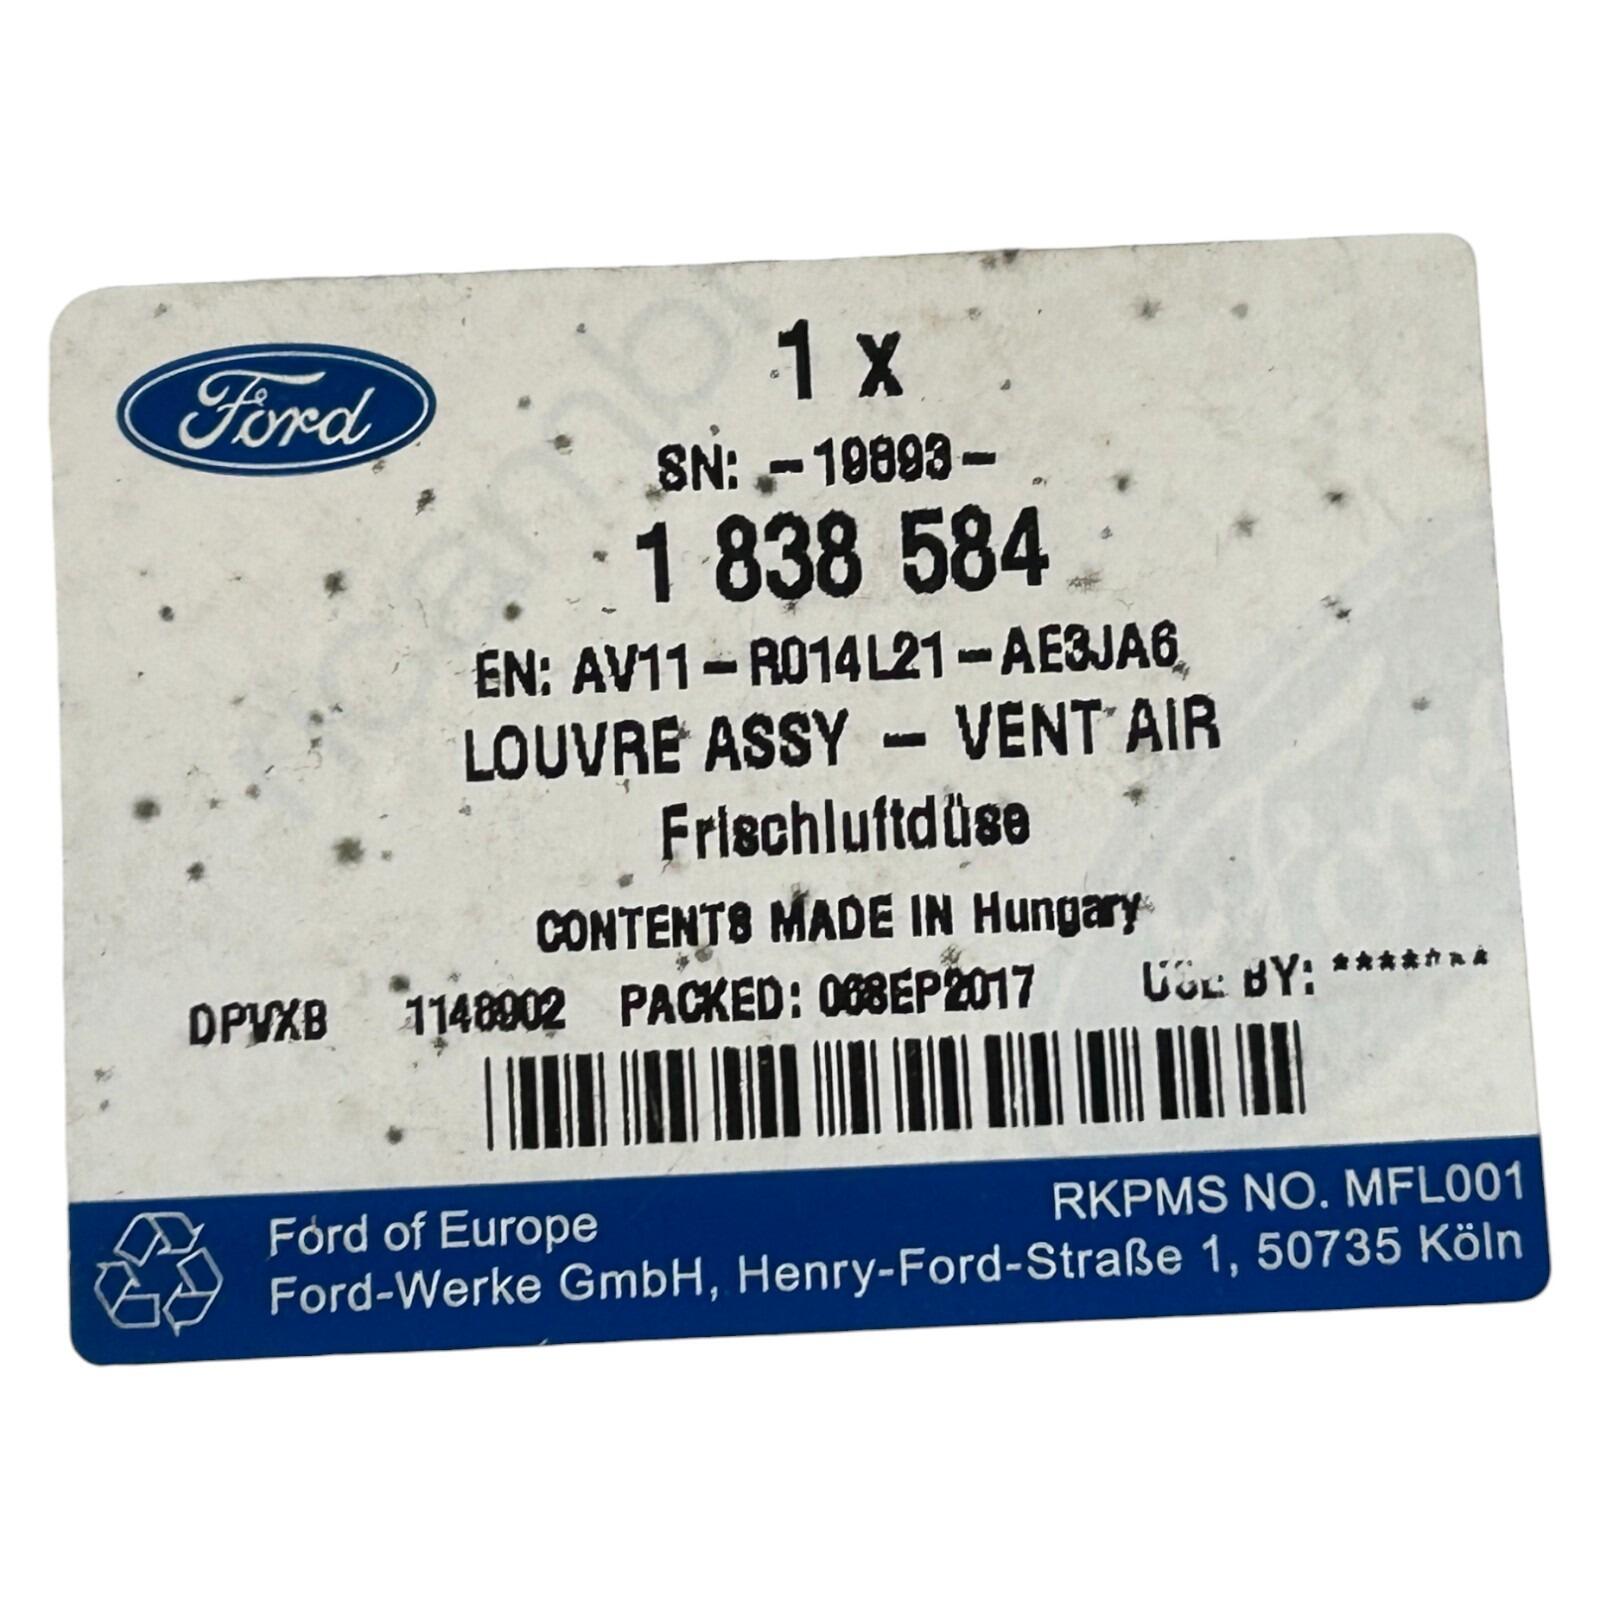 Ford
1 x
SN: -19893-
1 838 584
EN: AV11-R014L21-AE3JA6
LOUVRE ASSY - VENT AIR
Frischluftdüse
CONTENTS MADE IN Hungary
DPVXB 1148902 PACKED: 06SEP2017 USE BY: ********
RKPMS NO. MFL001
Ford of Europe
Ford-Werke GmbH, Henry-Ford-Straße 1, 50735 Köln